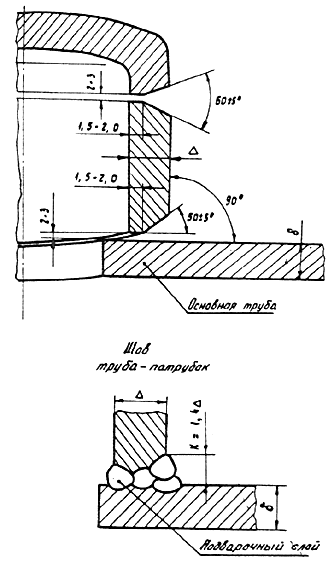 2÷3
60±5°
1,5-2,0
Δ
1,5-2,0
90°
2÷3
50±5°
в
Основная труба
Шов
труба-патрубок
Δ
К=1,4Δ
в
Надварочный слой